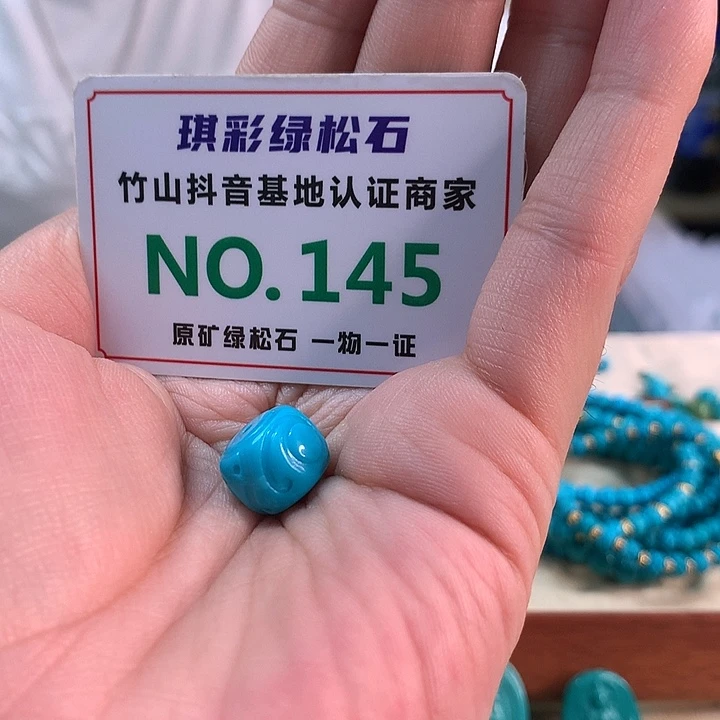 琪彩绿松石
竹山抖音基地认证商家
NO.145
原矿绿松石 一物一证